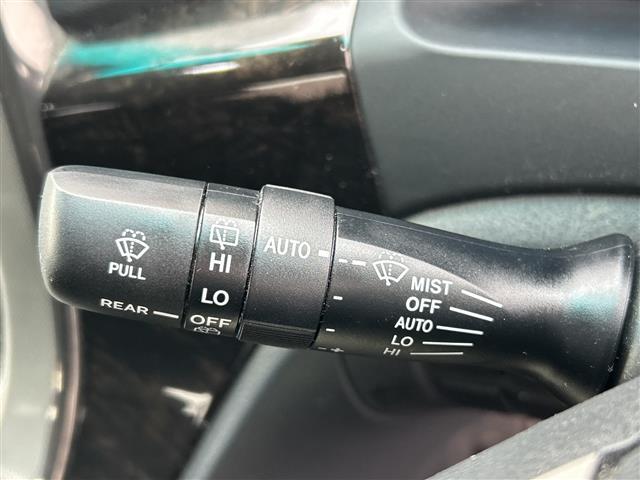 PULL
REAR
HI
LO
OFF
AUTO
MIST
OFF
AUTO
LO
HI
- +